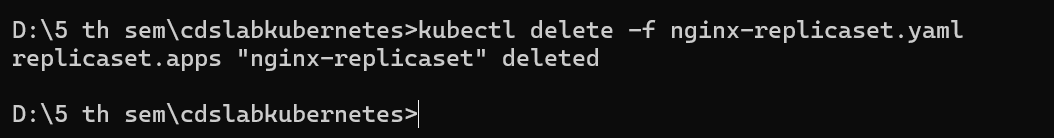 D:\5 th sem\cdslabkubernetes>kubectl delete -f nginx-replicaset.yaml
replicaset.apps "nginx-replicaset" deleted
D:\5 th sem\cdslabkubernetes>